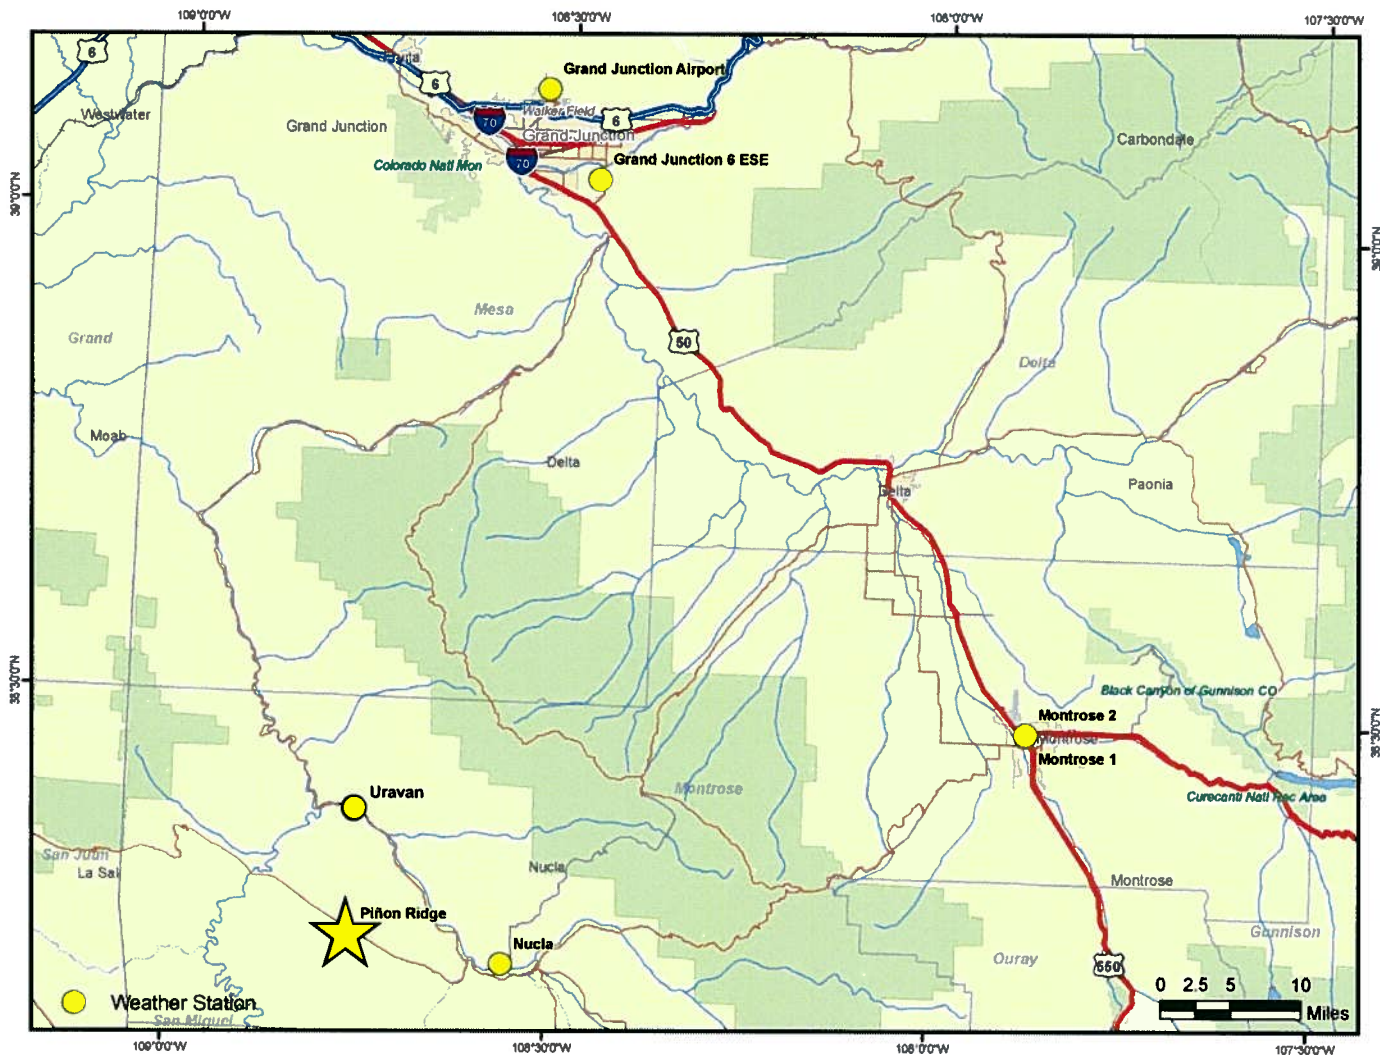 109°0'0"W
108°30'0"W
108°0'0"W
107°30'0"W
6
Fruita
Grand Junction Airport
6
Westwater
Walker Field
6
70
Grand Junction
Grand Junction
Carbondale
70
Grand Junction 6 ESE
Colorado Natl Mon
39°0'0"N
39°0'0"N
Mesa
Grand
50
Delta
Moab
Delta
Paonia
Delta
38°30'0"N
Black Canyon of Gunnison CO
Montrose 2
38°30'0"N
Montrose
Montrose 1
Uravan
Montrose
Curecanti Natl Rec Area
San Juan
La Sal
Nucla
Montrose
Piñon Ridge
Gunnison
Nucla
Ouray
550
0 2.5 5 10
Miles
Weather Station
San Miguel
109°0'0"W
108°30'0"W
108°0'0"W
107°30'0"W